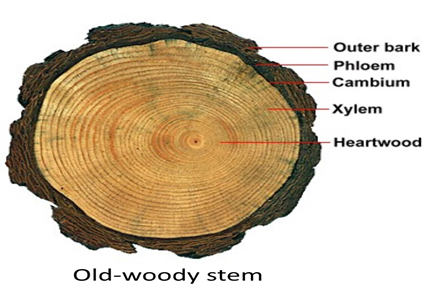 Outer bark
Phloem
Cambium
Xylem
Heartwood
Old-woody stem